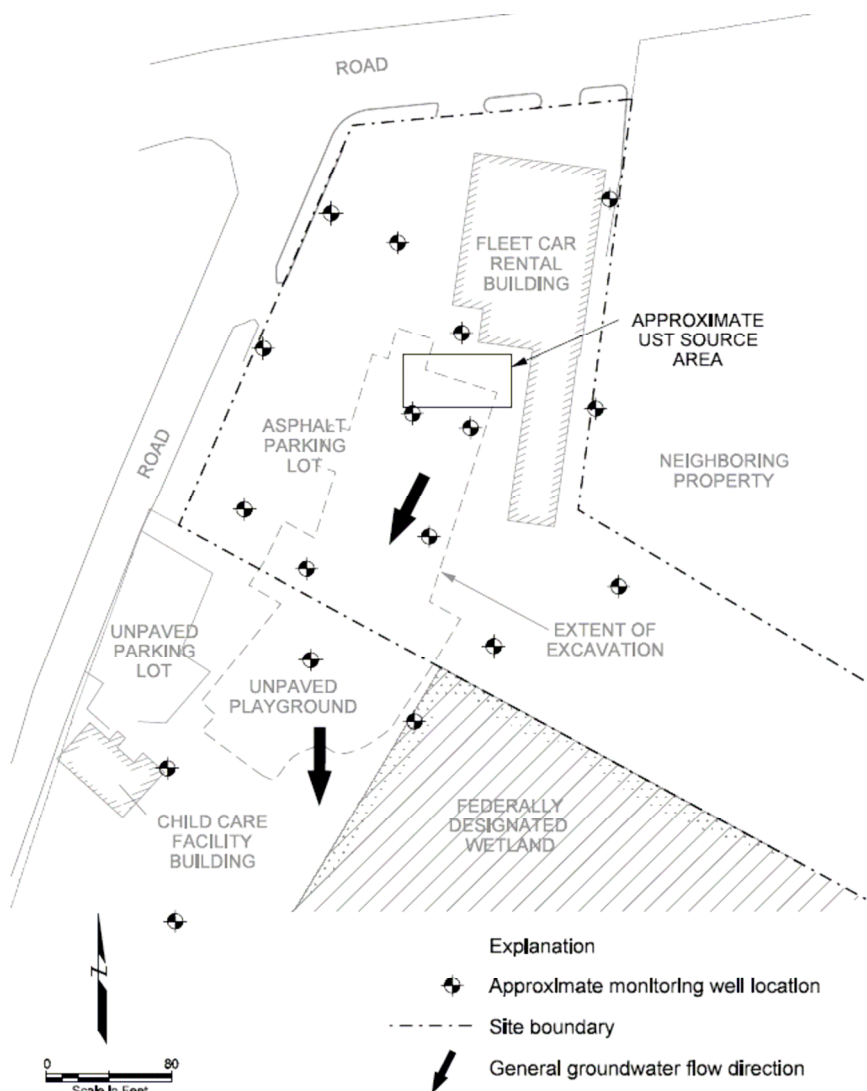 ROAD
FLEET CAR
RENTAL
BUILDING
APPROXIMATE
UST SOURCE
AREA
ASPHALT
PARKING
LOT
ROAD
NEIGHBORING
PROPERTY
UNPAVED
PARKING
LOT
EXTENT OF
EXCAVATION
UNPAVED
PLAYGROUND
CHILD CARE
FACILITY
BUILDING
FEDERALLY
DESIGNATED
WETLAND
Z
0 80
Scale In Feet
Explanation
Approximate monitoring well location
Site boundary
General groundwater flow direction